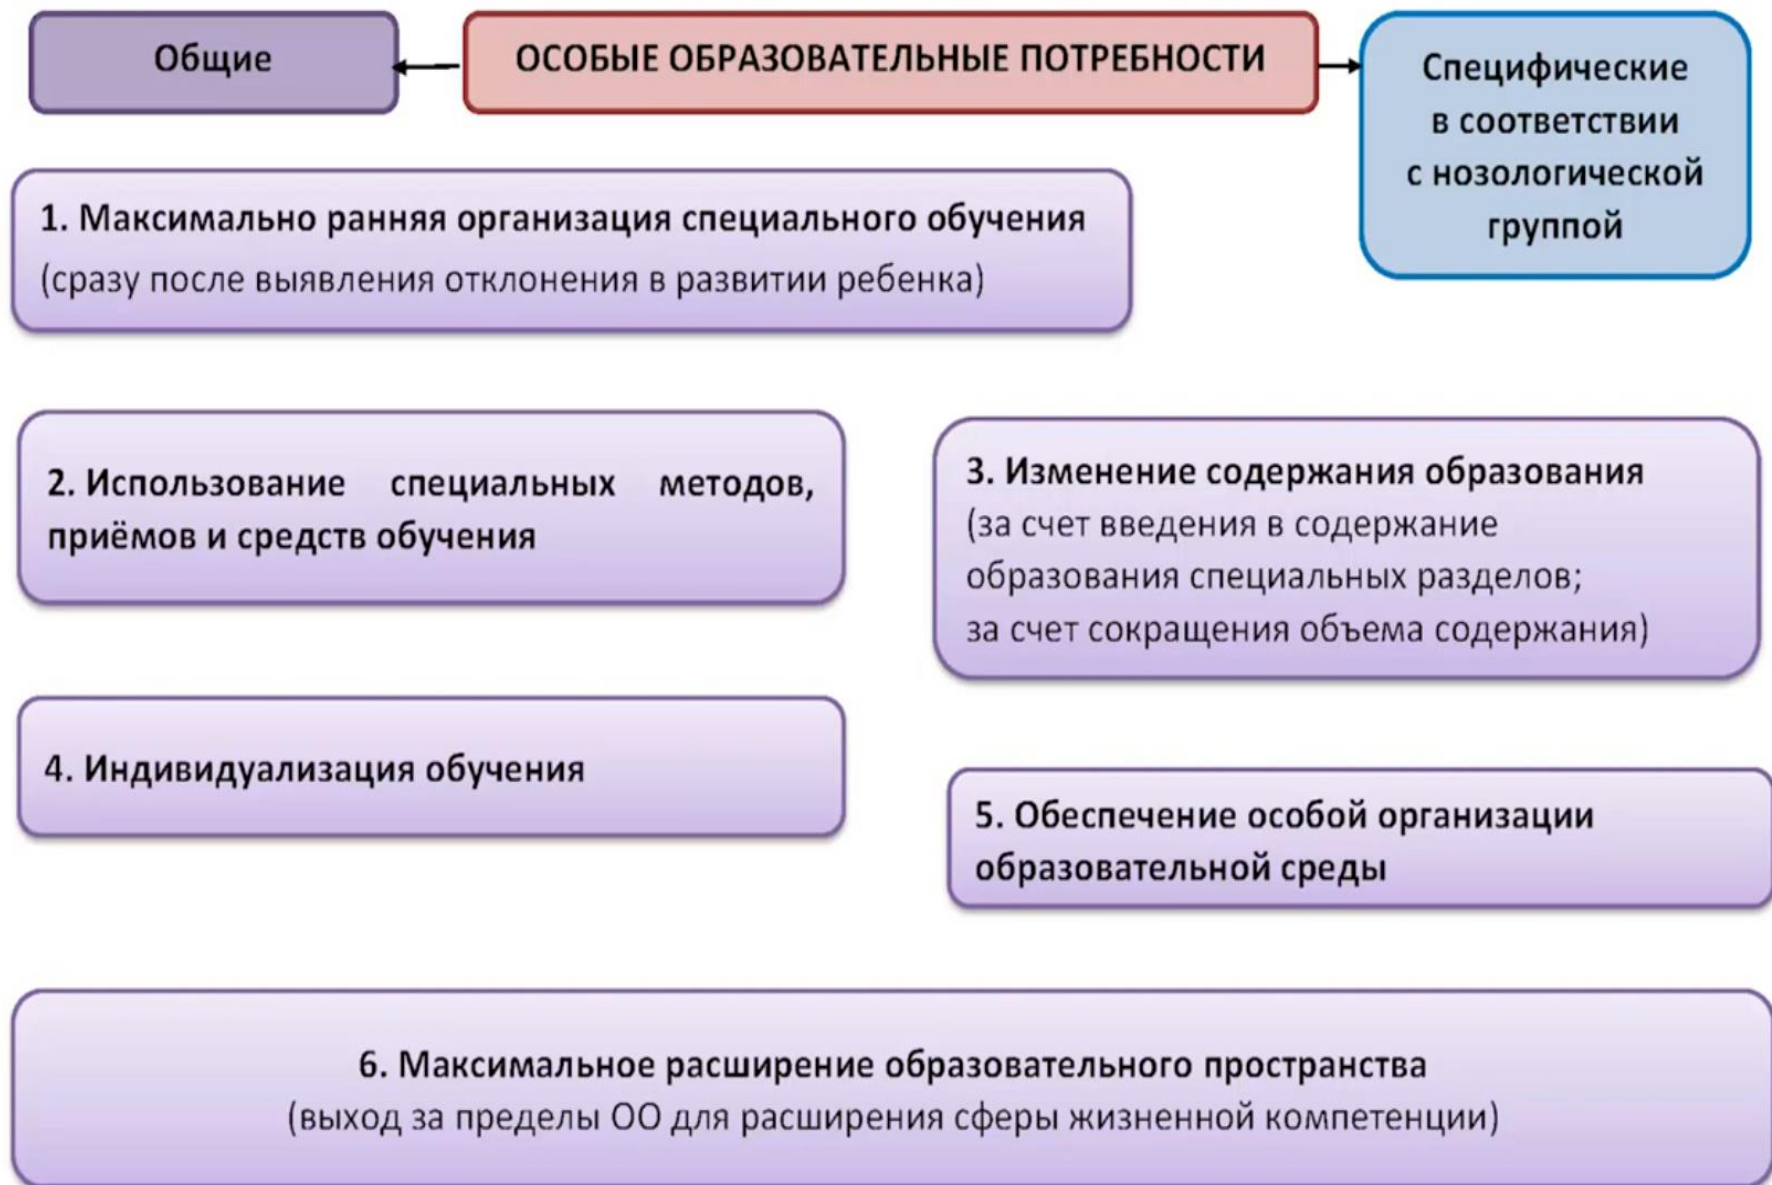 Общие
ОСОБЫЕ ОБРАЗОВАТЕЛЬНЫЕ ПОТРЕБНОСТИ
Специфические
в соответствии
с нозологической
группой
1. Максимально ранняя организация специального обучения
(сразу после выявления отклонения в развитии ребенка)
2. Использование специальных методов,
приёмов и средств обучения
3. Изменение содержания образования
(за счет введения в содержание
образования специальных разделов;
за счет сокращения объема содержания)
4. Индивидуализация обучения
5. Обеспечение особой организации
образовательной среды
6. Максимальное расширение образовательного пространства
(выход за пределы ОО для расширения сферы жизненной компетенции)